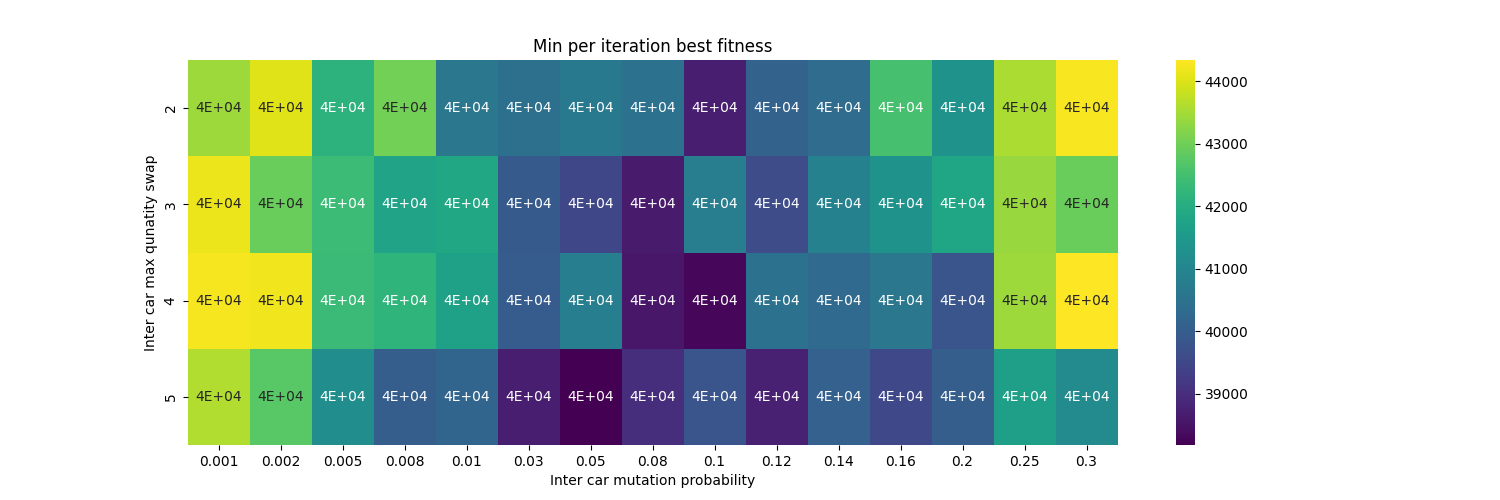 Min per iteration best fitness
2 4E+04 4E+04 4E+04 4E+04 4E+04 4E+04 4E+04 4E+04 4E+04 4E+04 4E+04 4E+04 4E+04 4E+04 4E+04
3 4E+04 4E+04 4E+04 4E+04 4E+04 4E+04 4E+04 4E+04 4E+04 4E+04 4E+04 4E+04 4E+04 4E+04 4E+04
4 4E+04 4E+04 4E+04 4E+04 4E+04 4E+04 4E+04 4E+04 4E+04 4E+04 4E+04 4E+04 4E+04 4E+04 4E+04
5 4E+04 4E+04 4E+04 4E+04 4E+04 4E+04 4E+04 4E+04 4E+04 4E+04 4E+04 4E+04 4E+04 4E+04 4E+04
0.001 0.002 0.005 0.008 0.01 0.03 0.05 0.08 0.1 0.12 0.14 0.16 0.2 0.25 0.3
Inter car mutation probability
Inter car max qunatity swap
44000
43000
42000
41000
40000
39000